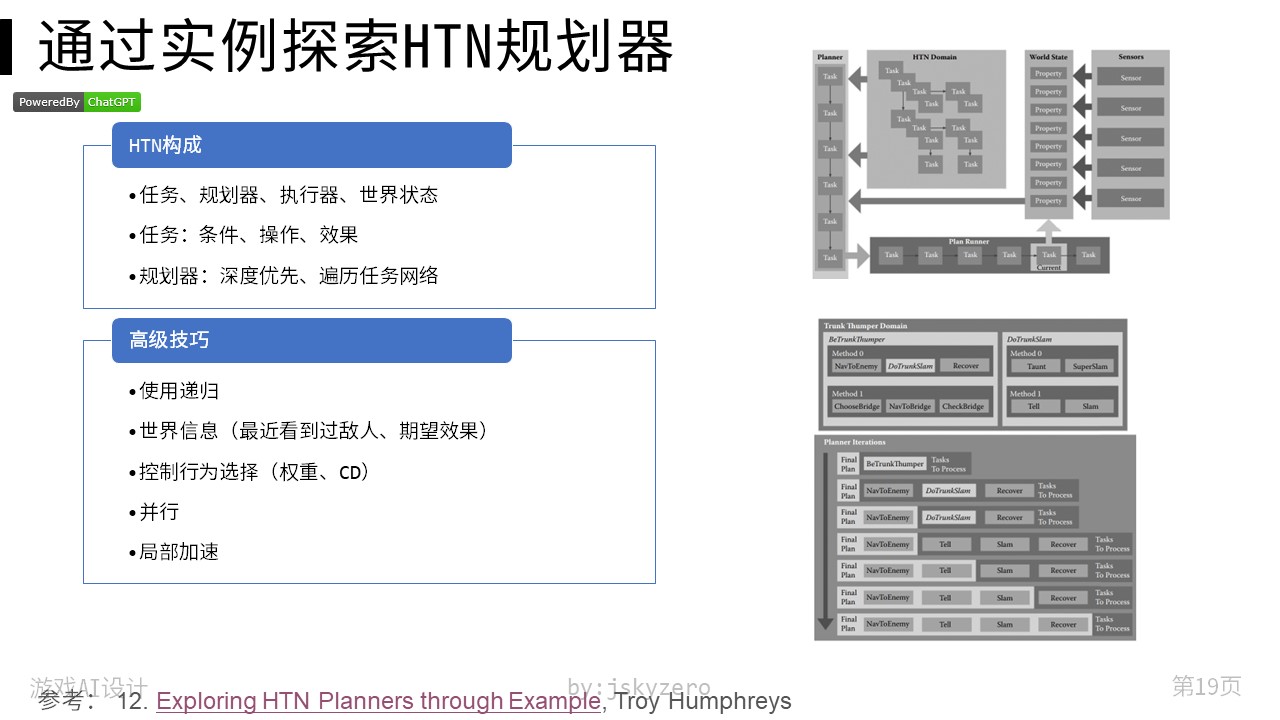 通过实例探索HTN规划器
PoweredBy ChatGPT
HTN构成
•任务、规划器、执行器、世界状态
•任务：条件、操作、效果
•规划器：深度优先、遍历任务网络
高级技巧
•使用递归
•世界信息（最近看到过敌人、期望效果）
•控制行为选择（权重、CD）
•并行
•局部加速
Planner
Task
Task
Task
Task
Task
Task
HTN Domain
Task
Task
Task Task
Task Task
Task
Task Task
Task Task
Task Task
World State
Property
Property
Property
Property
Property
Property
Property
Property
Sensors
Sensor
Sensor
Sensor
Sensor
Sensor
Plan Runner
Task Task Task Task Task Task
Current
Trunk Thumper Domain
BeTrunkThumper
Method 0
NavToEnemy DoTrunkSlam Recover
Method 1
ChooseBridge NavToBridge CheckBridge
DoTrunkSlam
Method 0
Taunt SuperSlam
Method 1
Tell Slam
Planner Iterations
Final Plan BeTrunkThumper Tasks To Process
Final Plan NavToEnemy DoTrunkSlam Recover Tasks To Process
Final Plan NavToEnemy DoTrunkSlam Recover Tasks To Process
Final Plan NavToEnemy Tell Slam Recover Tasks To Process
Final Plan NavToEnemy Tell Slam Recover Tasks To Process
Final Plan NavToEnemy Tell Slam Recover Tasks To Process
Final Plan NavToEnemy Tell Slam Recover Tasks To Process
游戏AI设计
by:jskyzero
第19页
参考： 12. Exploring HTN Planners through Example, Troy Humphreys